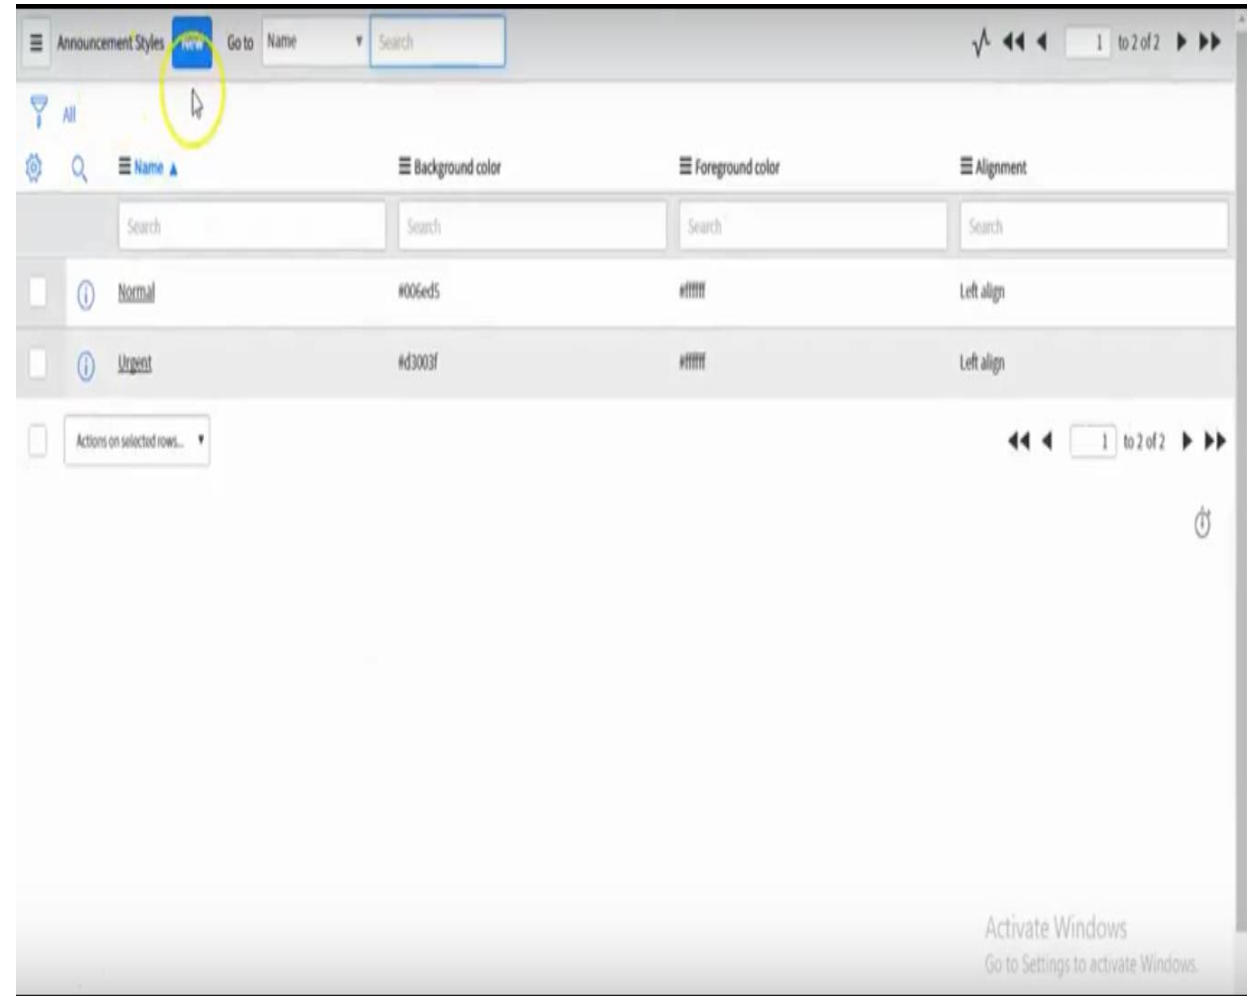 Announcement Styles New Go to Name Search 1 to 2 of 2
All
Name Background color Foreground color Alignment
Search Search Search Search
Normal #006ed5 #ffffff Left align
Urgent #d3003f #ffffff Left align
Actions on selected rows... 1 to 2 of 2
Activate Windows
Go to Settings to activate Windows.